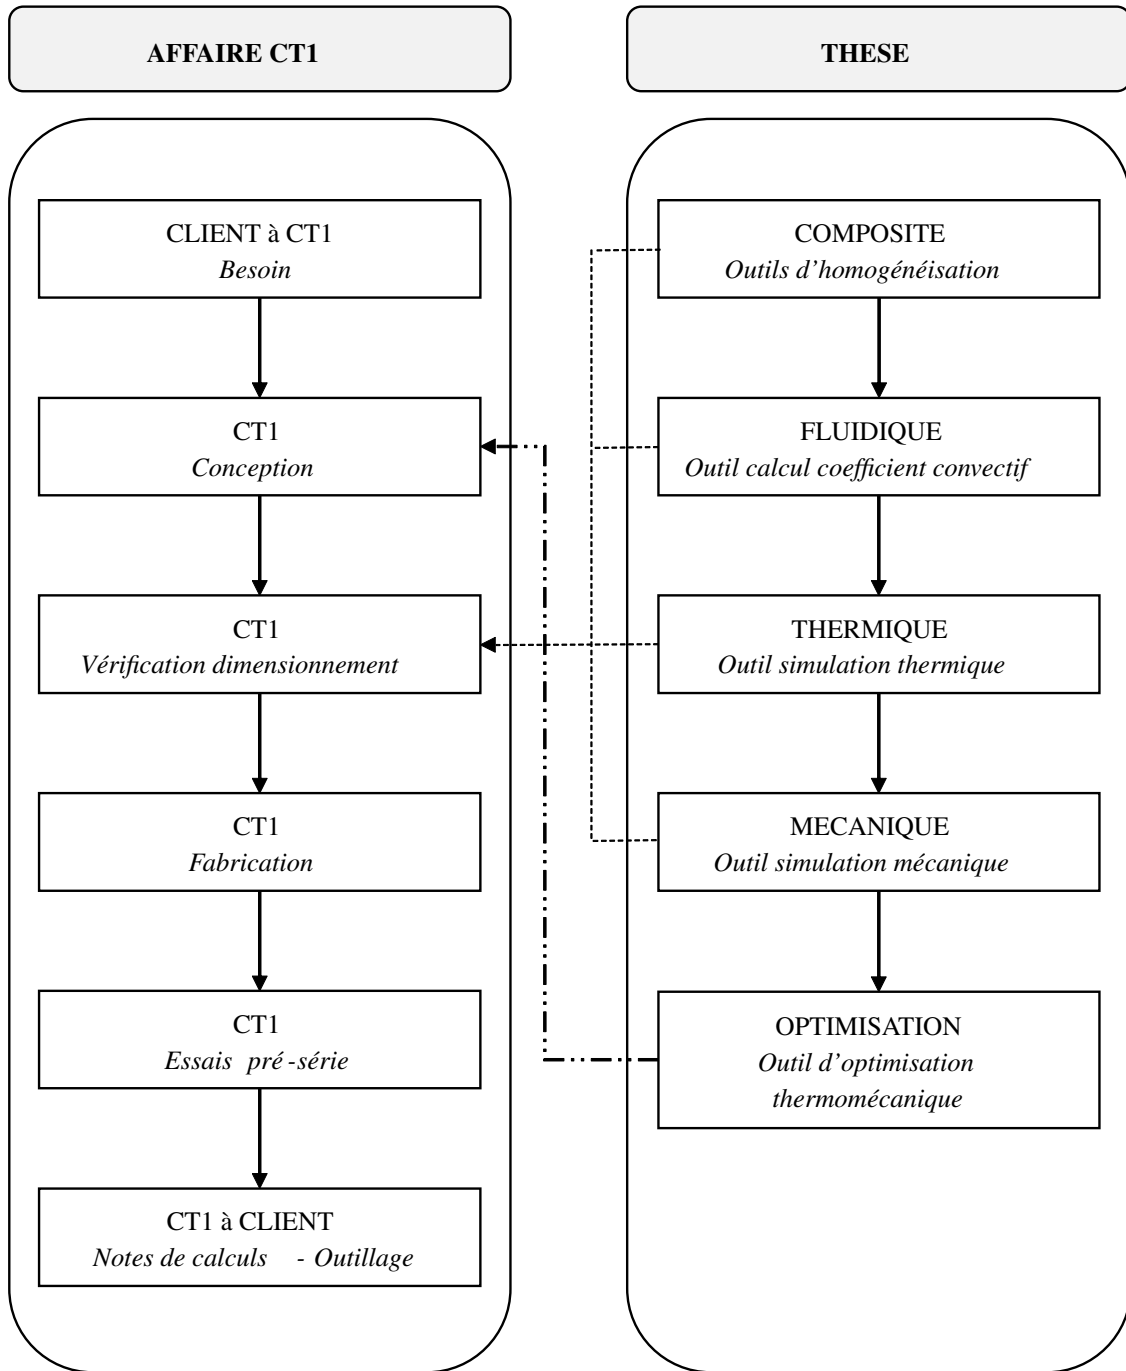 AFFAIRE CT1
THESE
CLIENT à CT1
Besoin
CT1
Conception
CT1
Vérification dimensionnement
CT1
Fabrication
CT1
Essais pré-série
CT1 à CLIENT
Notes de calculs - Outillage
COMPOSITE
Outils d’homogénéisation
FLUIDIQUE
Outil calcul coefficient convectif
THERMIQUE
Outil simulation thermique
MECANIQUE
Outil simulation mécanique
OPTIMISATION
Outil d’optimisation
thermomécanique